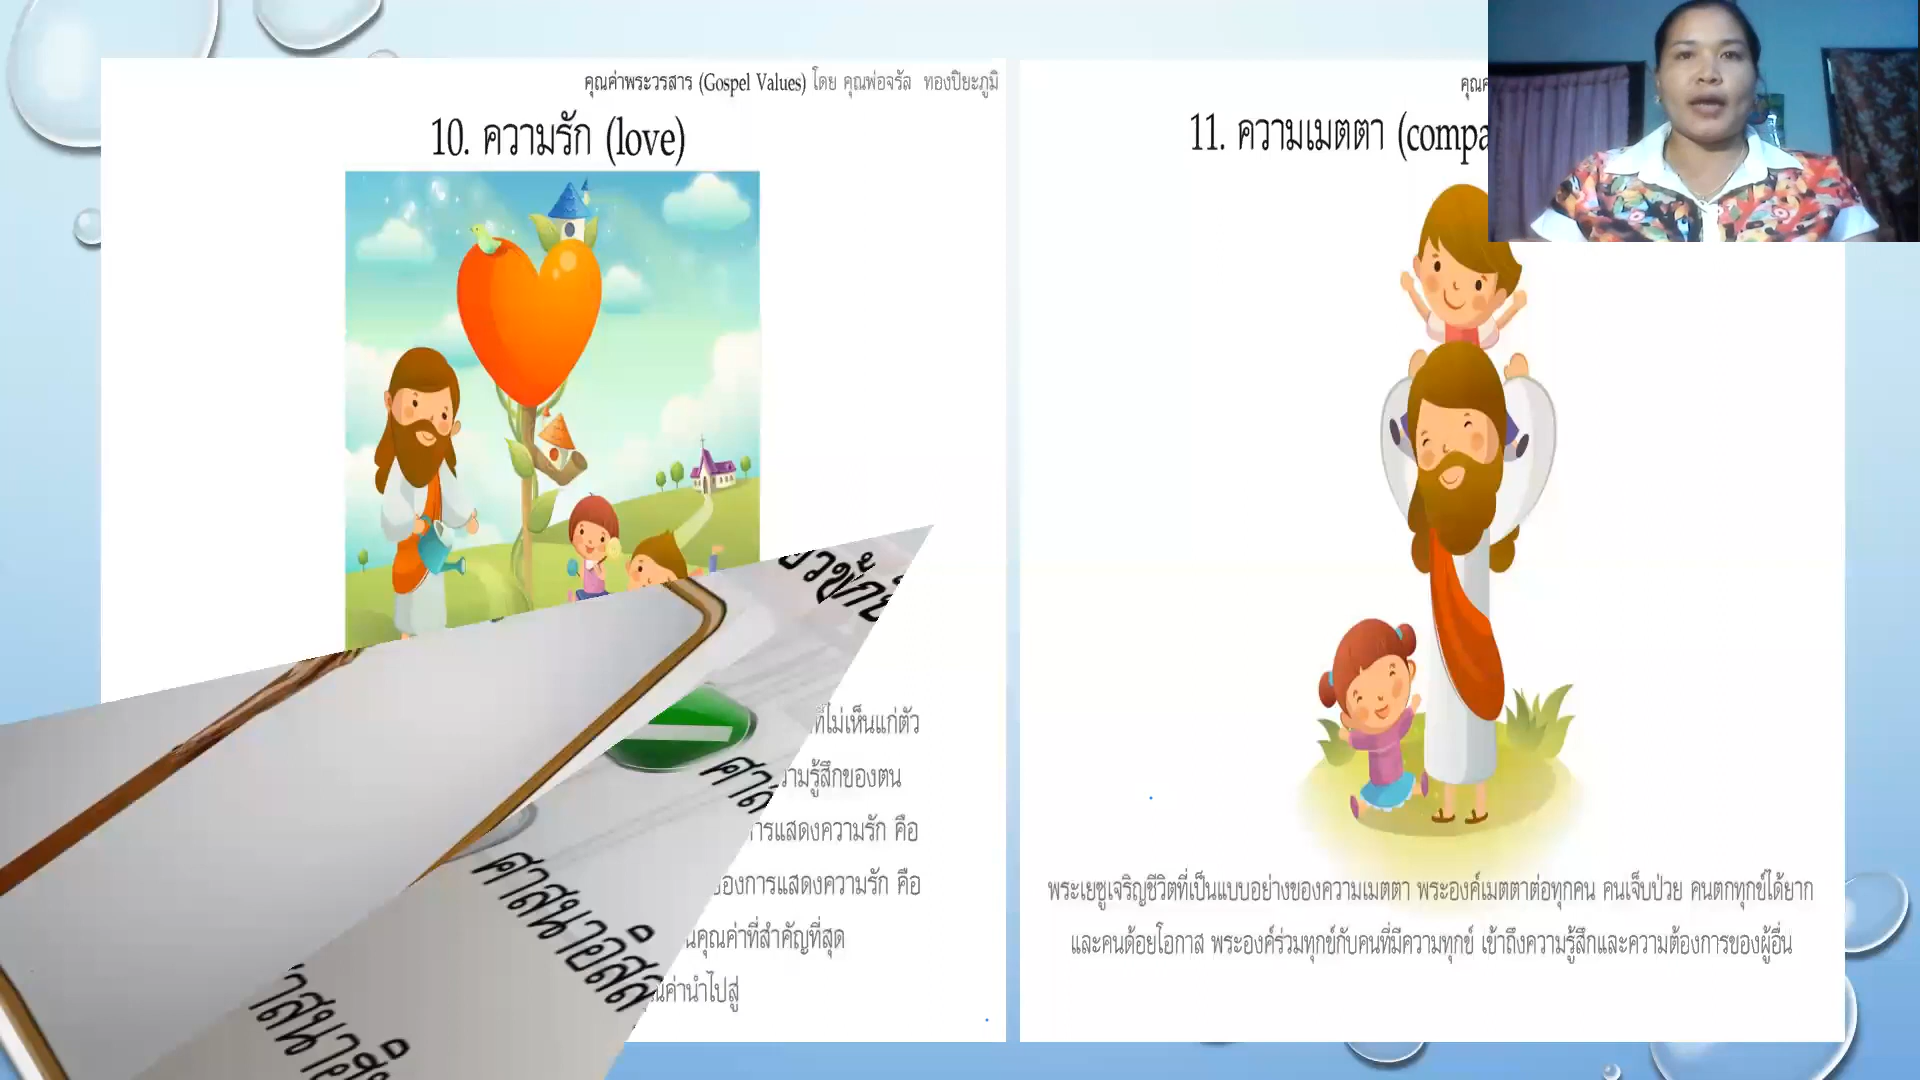 คุณค่าพระวรสาร (Gospel Values) โดย คุณพ่อจรัล ทองปิยะภูมิ
10. ความรัก (love)
ที่ไม่เห็นแก่ตัว
ความรู้สึกของตน
การแสดงความรัก คือ
ของการแสดงความรัก คือ
คุณค่าที่สำคัญที่สุด
คุณค่านำไปสู่
11. ความเมตตา (compa
พระเยซูเจริญชีวิตที่เป็นแบบอย่างของความเมตตา พระองค์เมตตาต่อทุกคน คนเจ็บป่วย คนตกทุกข์ได้ยาก
และคนด้อยโอกาส พระองค์ร่วมทุกข์กับคนที่มีความทุกข์ เข้าถึงความรู้สึกและความต้องการของผู้อื่น
ศาสนาอิสล